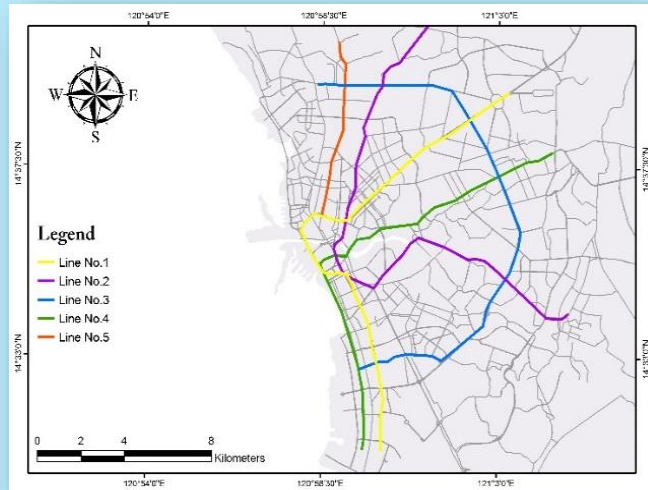 120°54'0"E 120°58'30"E 121°3'0"E
N
W E
S
14°37'30"N 14°37'30"N
Legend
Line No.1
Line No.2
Line No.3
Line No.4
Line No.5
14°33'0"N 14°33'0"N
0 2 4 8
Kilometers
120°54'0"E 120°58'30"E 121°3'0"E